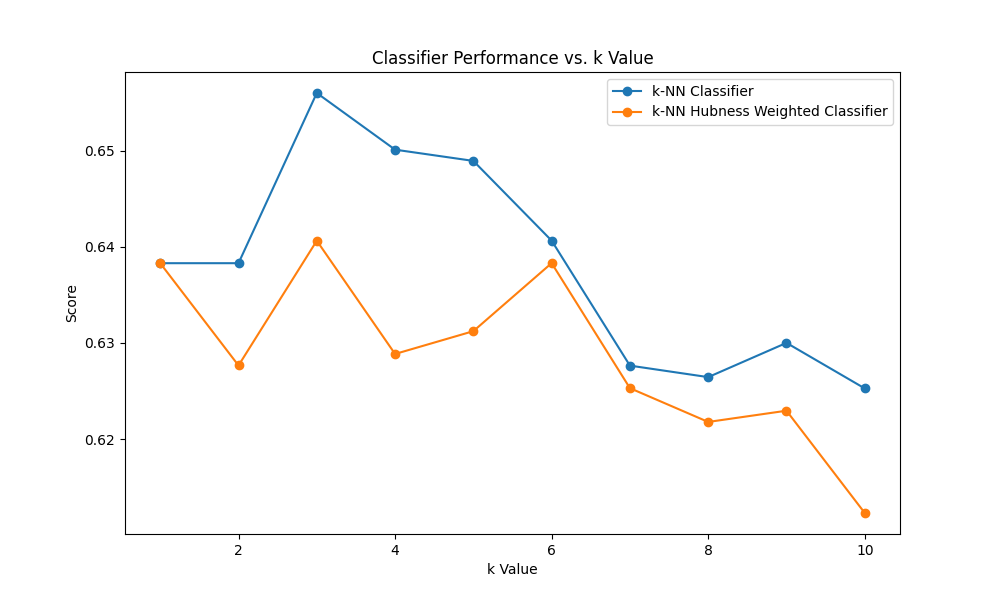 Classifier Performance vs. k Value
k-NN Classifier
k-NN Hubness Weighted Classifier
0.65
0.64
0.63
0.62
Score
2 4 6 8 10
k Value